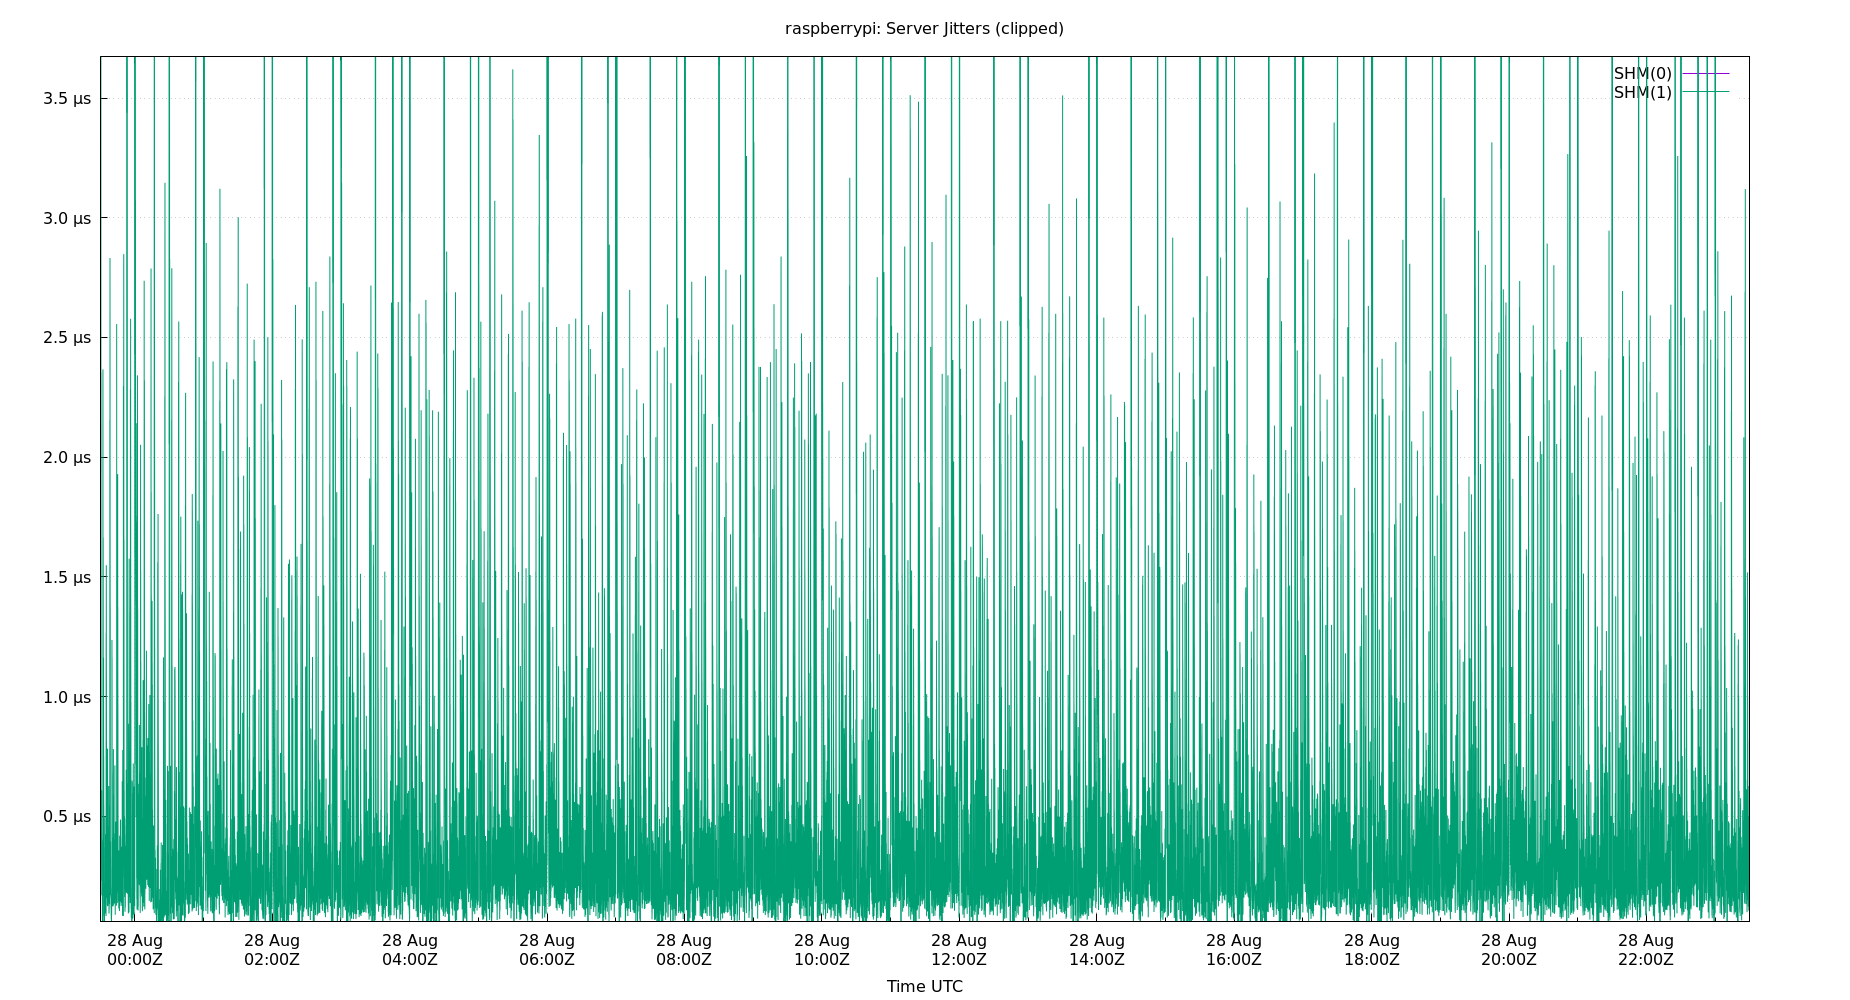 raspberrypi: Server Jitters (clipped)
SHM(0)
SHM(1)
3.5 μs
3.0 μs
2.5 μs
2.0 μs
1.5 μs
1.0 μs
0.5 μs
28 Aug 28 Aug 28 Aug 28 Aug 28 Aug 28 Aug 28 Aug 28 Aug 28 Aug 28 Aug 28 Aug 28 Aug
00:00Z 02:00Z 04:00Z 06:00Z 08:00Z 10:00Z 12:00Z 14:00Z 16:00Z 18:00Z 20:00Z 22:00Z
Time UTC